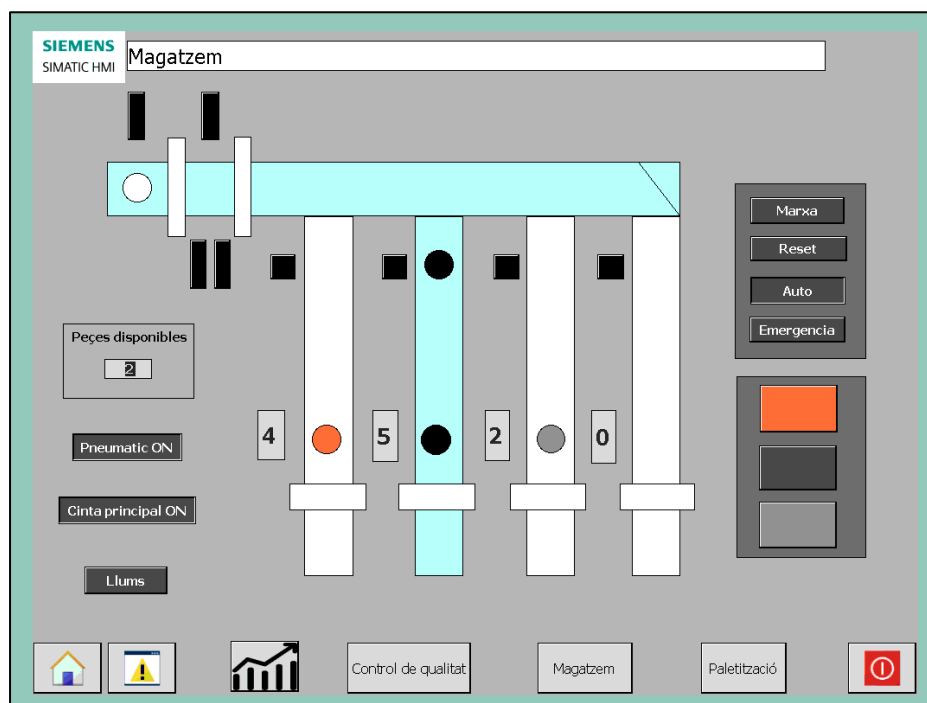 SIEMENS
SIMATIC HMI
Magatzem
Marxa
Reset
Auto
Emergencia
Peçes disponibles
2
4
5
2
0
Pneumatic ON
Cinta principal ON
Llums
Control de qualitat
Magatzem
Paletització